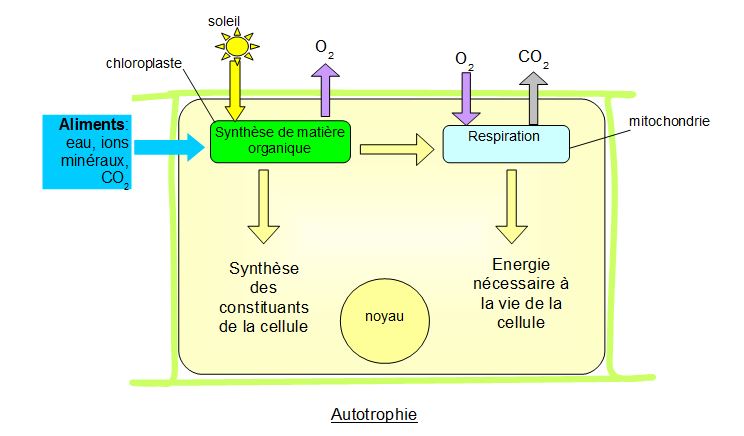 soleil
O2
O2
CO2
chloroplaste
Aliments:
eau, ions
minéraux,
CO2
Synthèse de matière
organique
Respiration
mitochondrie
Synthèse
des
constituants
de la cellule
Energie
nécessaire à
la vie de la
cellule
noyau
Autotrophie